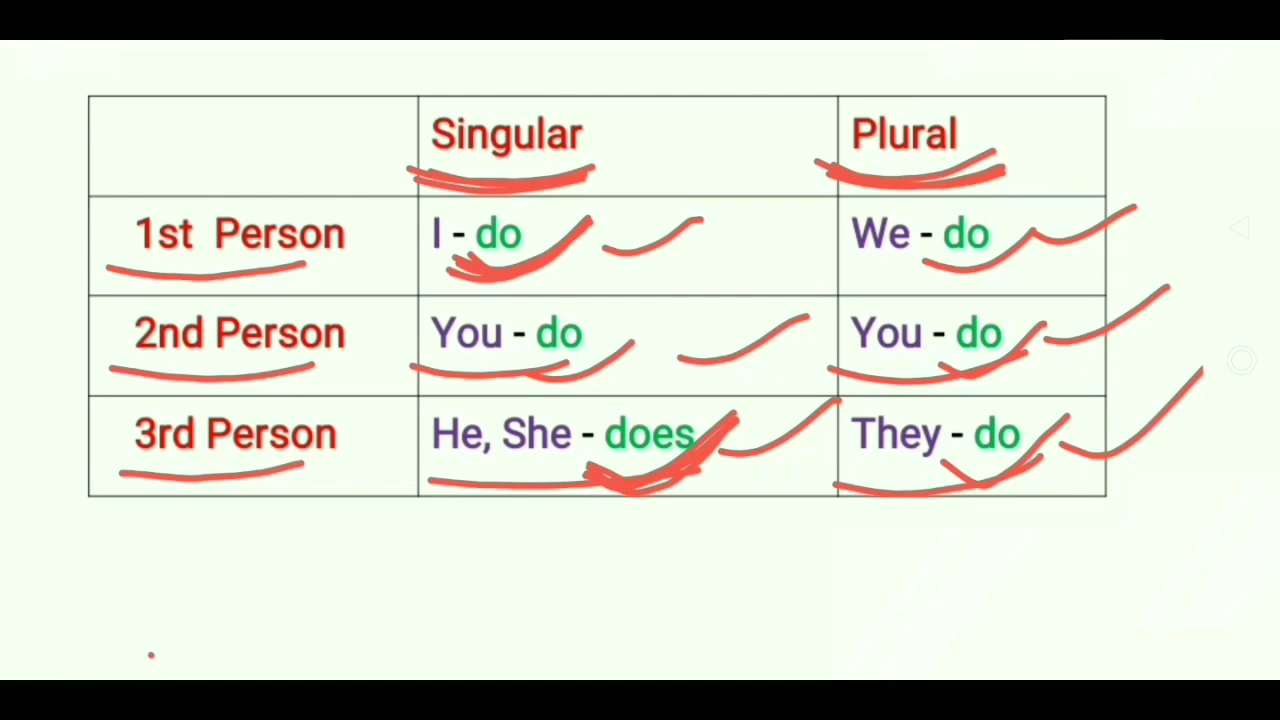 Singular Plural
1st Person I - do We - do
2nd Person You - do You - do
3rd Person He, She - does They - do